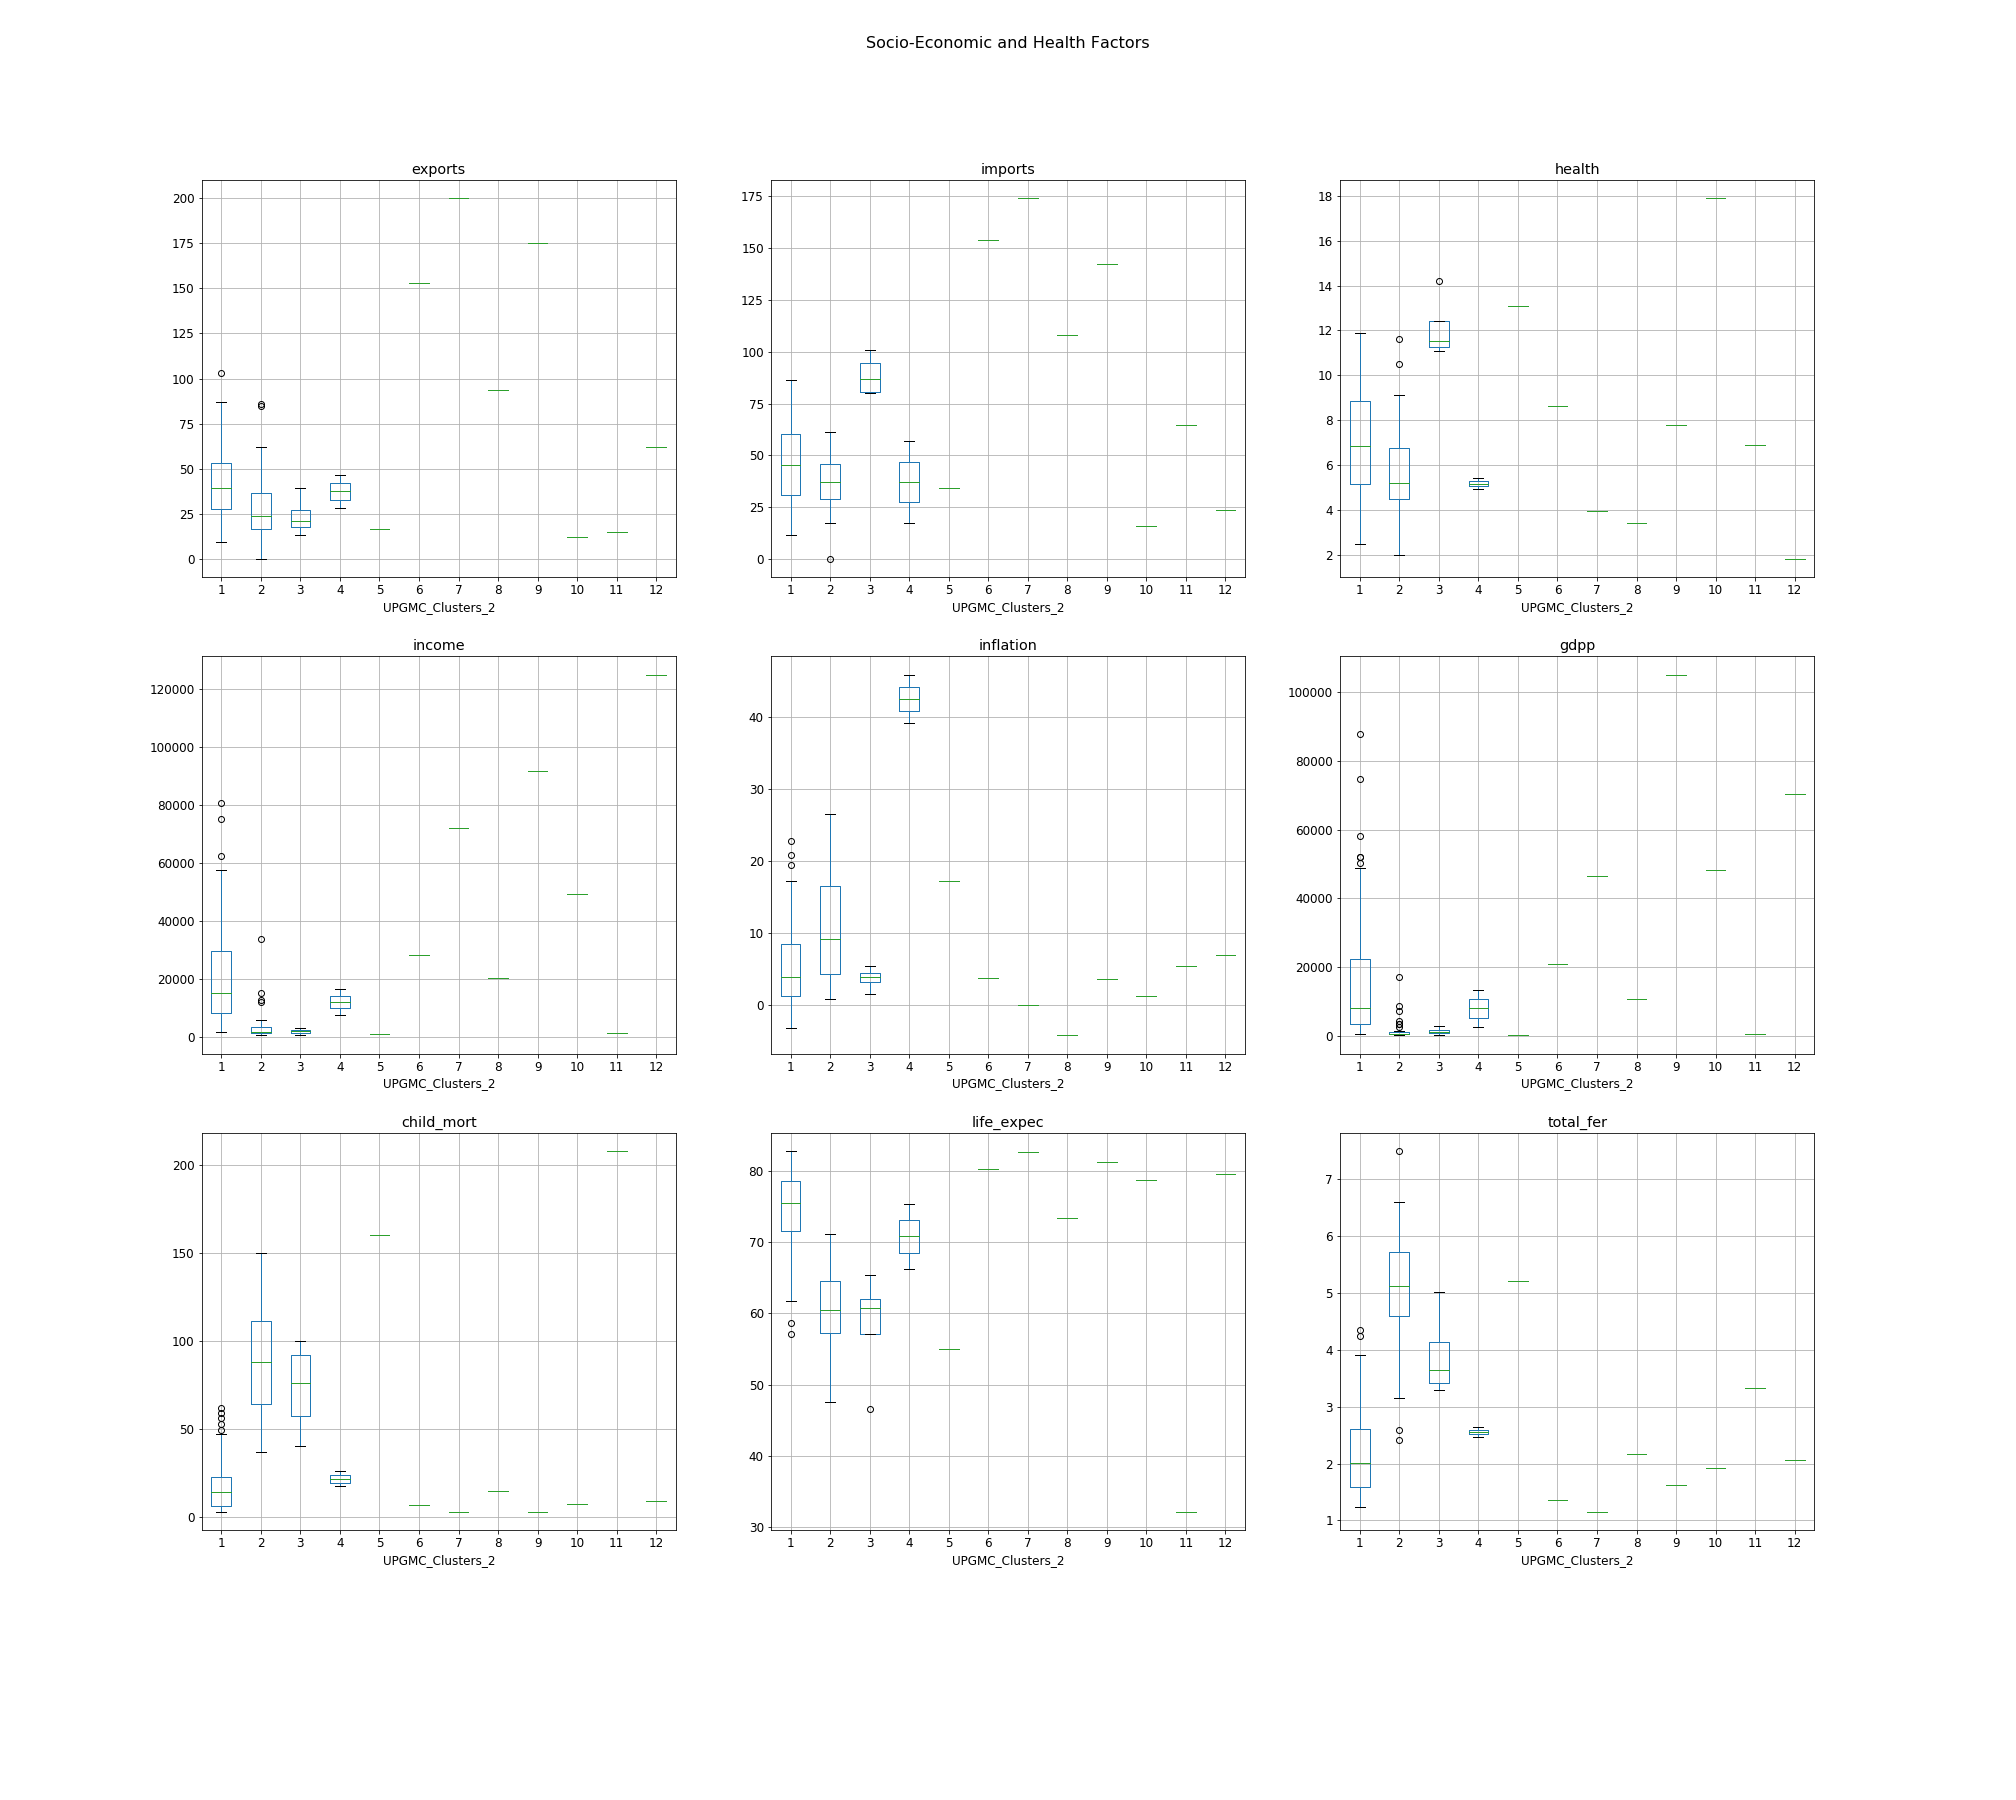 Socio-Economic and Health Factors
exports
200
175
150
125
100
75
50
25
0
1 2 3 4 5 6 7 8 9 10 11 12
UPGMC_Clusters_2
imports
175
150
125
100
75
50
25
0
1 2 3 4 5 6 7 8 9 10 11 12
UPGMC_Clusters_2
health
18
16
14
12
10
8
6
4
2
1 2 3 4 5 6 7 8 9 10 11 12
UPGMC_Clusters_2
income
120000
100000
80000
60000
40000
20000
0
1 2 3 4 5 6 7 8 9 10 11 12
UPGMC_Clusters_2
inflation
40
30
20
10
0
1 2 3 4 5 6 7 8 9 10 11 12
UPGMC_Clusters_2
gdpp
100000
80000
60000
40000
20000
0
1 2 3 4 5 6 7 8 9 10 11 12
UPGMC_Clusters_2
child_mort
200
150
100
50
0
1 2 3 4 5 6 7 8 9 10 11 12
UPGMC_Clusters_2
life_expec
80
70
60
50
40
30
1 2 3 4 5 6 7 8 9 10 11 12
UPGMC_Clusters_2
total_fer
7
6
5
4
3
2
1
1 2 3 4 5 6 7 8 9 10 11 12
UPGMC_Clusters_2